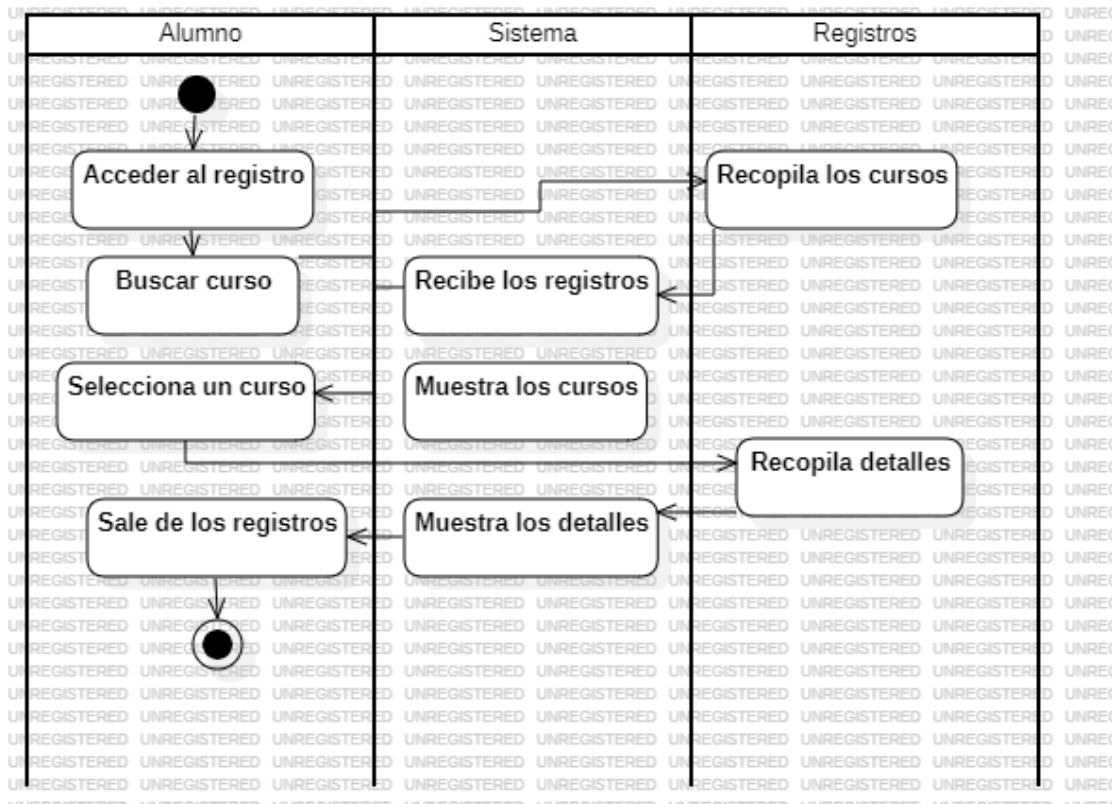 Alumno
Sistema
Registros
Acceder al registro
Recopila los cursos
Buscar curso
Recibe los registros
Selecciona un curso
Muestra los cursos
Recopila detalles
Sale de los registros
Muestra los detalles
UNREGISTERED